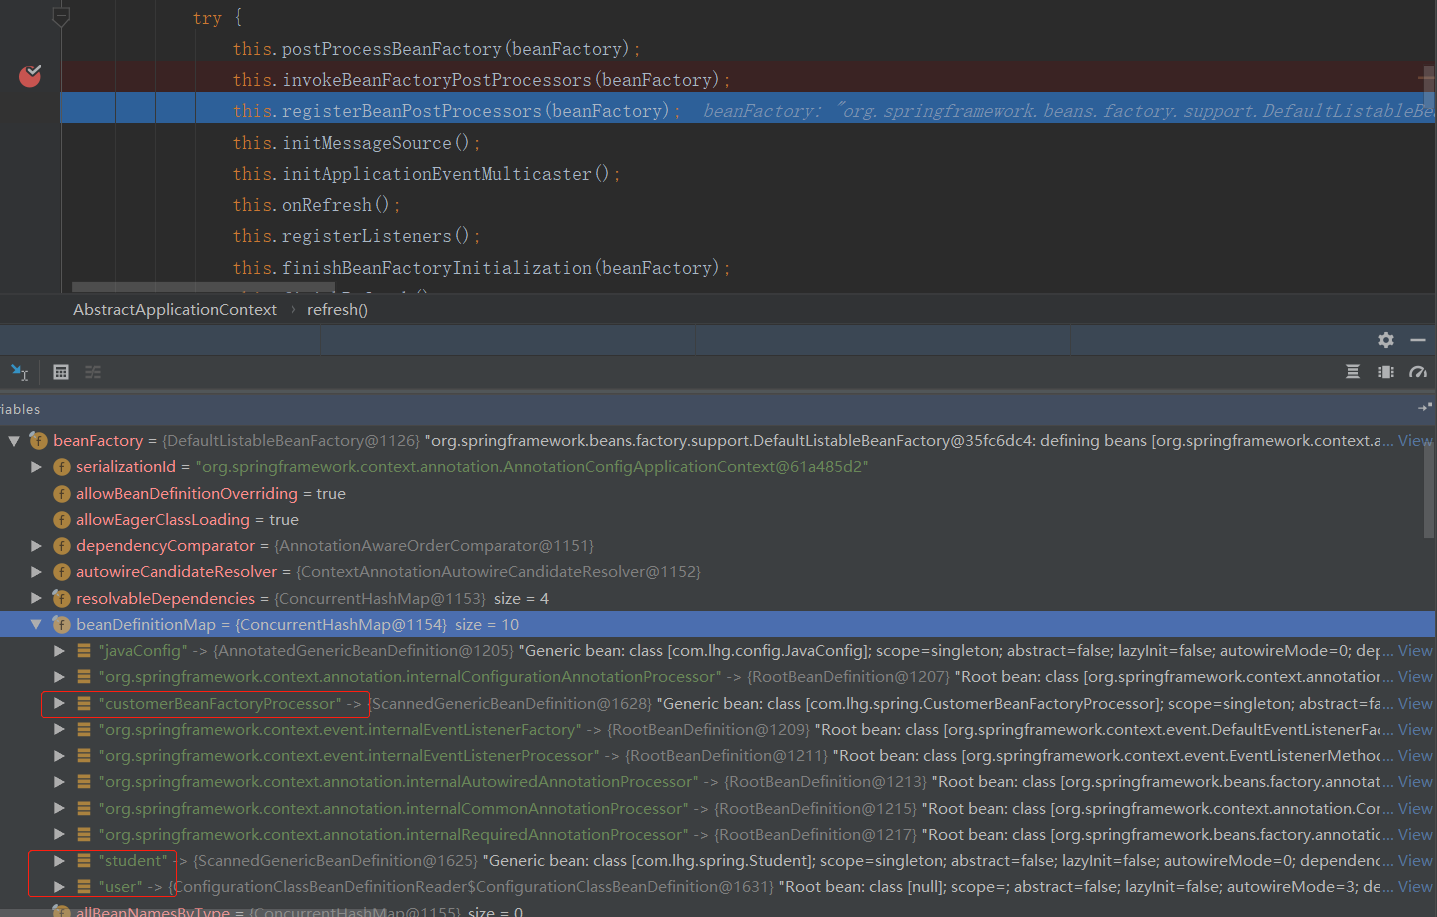 try {
this.postProcessBeanFactory(beanFactory);
this.invokeBeanFactoryPostProcessors(beanFactory);
this.registerBeanPostProcessors(beanFactory); beanFactory: "org.springframework.beans.factory.support.DefaultListableBe
this.initMessageSource();
this.initApplicationEventMulticaster();
this.onRefresh();
this.registerListeners();
this.finishBeanFactoryInitialization(beanFactory);
AbstractApplicationContext › refresh()
iables
beanFactory = {DefaultListableBeanFactory@1126} "org.springframework.beans.factory.support.DefaultListableBeanFactory@35fc6dc4: defining beans [org.springframework.context.a... View
serializationId = "org.springframework.context.annotation.AnnotationConfigApplicationContext@61a485d2"
allowBeanDefinitionOverriding = true
allowEagerClassLoading = true
dependencyComparator = {AnnotationAwareOrderComparator@1151}
autowireCandidateResolver = {ContextAnnotationAutowireCandidateResolver@1152}
resolvableDependencies = {ConcurrentHashMap@1153} size = 4
beanDefinitionMap = {ConcurrentHashMap@1154} size = 10
"javaConfig" -> {AnnotatedGenericBeanDefinition@1205} "Generic bean: class [com.lhg.config.JavaConfig]; scope=singleton; abstract=false; lazyInit=false; autowireMode=0; dep... View
"org.springframework.context.annotation.internalConfigurationAnnotationProcessor" -> {RootBeanDefinition@1207} "Root bean: class [org.springframework.context.annotation... View
"customerBeanFactoryProcessor" -> {ScannedGenericBeanDefinition@1628} "Generic bean: class [com.lhg.spring.CustomerBeanFactoryProcessor]; scope=singleton; abstract=fa... View
"org.springframework.context.event.internalEventListenerFactory" -> {RootBeanDefinition@1209} "Root bean: class [org.springframework.context.event.DefaultEventListenerFac... View
"org.springframework.context.event.internalEventListenerProcessor" -> {RootBeanDefinition@1211} "Root bean: class [org.springframework.context.event.EventListenerMethod... View
"org.springframework.context.annotation.internalAutowiredAnnotationProcessor" -> {RootBeanDefinition@1213} "Root bean: class [org.springframework.beans.factory.annotat... View
"org.springframework.context.annotation.internalCommonAnnotationProcessor" -> {RootBeanDefinition@1215} "Root bean: class [org.springframework.context.annotation.Cor... View
"org.springframework.context.annotation.internalRequiredAnnotationProcessor" -> {RootBeanDefinition@1217} "Root bean: class [org.springframework.beans.factory.annotatic... View
"student" -> {ScannedGenericBeanDefinition@1625} "Generic bean: class [com.lhg.spring.Student]; scope=singleton; abstract=false; lazyInit=false; autowireMode=0; dependenc... View
"user" -> {ConfigurationClassBeanDefinitionReader$ConfigurationClassBeanDefinition@1631} "Root bean: class [null]; scope=; abstract=false; lazyInit=false; autowireMode=3; de... View
allBeanNamesByType = {ConcurrentHashMap@1155} size = 0